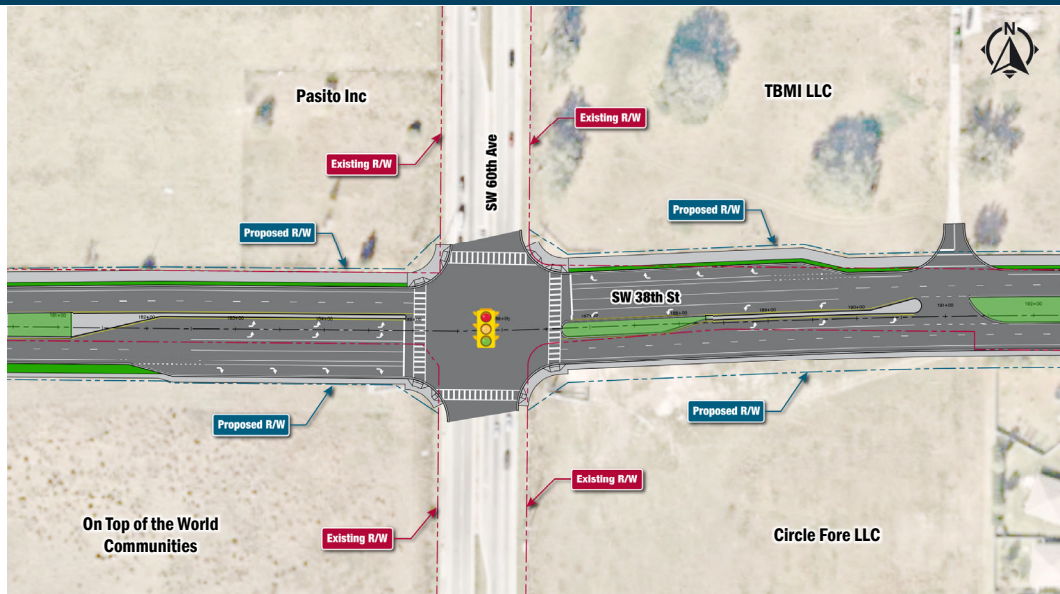 N
Pasito Inc
TBMI LLC
Existing R/W
Existing R/W
SW 60th Ave
Proposed R/W
Proposed R/W
SW 38th St
Proposed R/W
Proposed R/W
Existing R/W
Existing R/W
On Top of the World
Communities
Circle Fore LLC